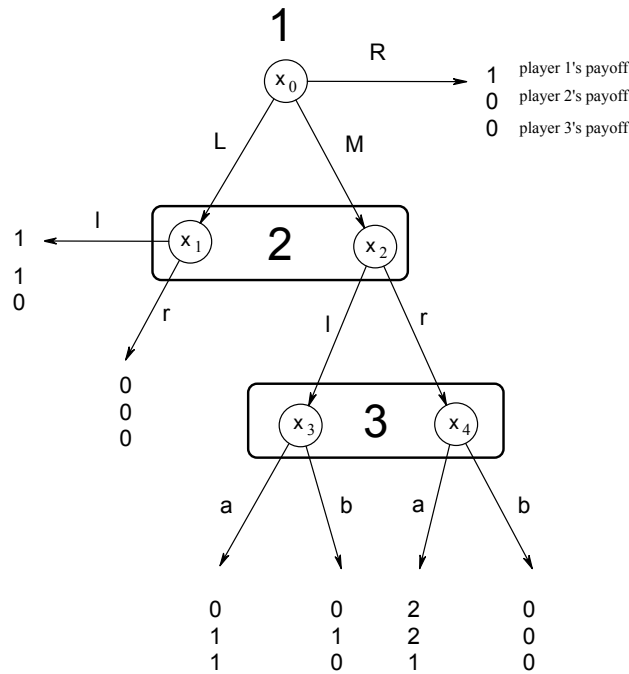 1
R
x0
1 player 1's payoff
0 player 2's payoff
0 player 3's payoff
L
M
1
1
0
l
x1
2
x2
r
l
r
0
0
0
x3
3
x4
a
b
a
b
0 0 2 0
1 1 2 0
1 0 1 0